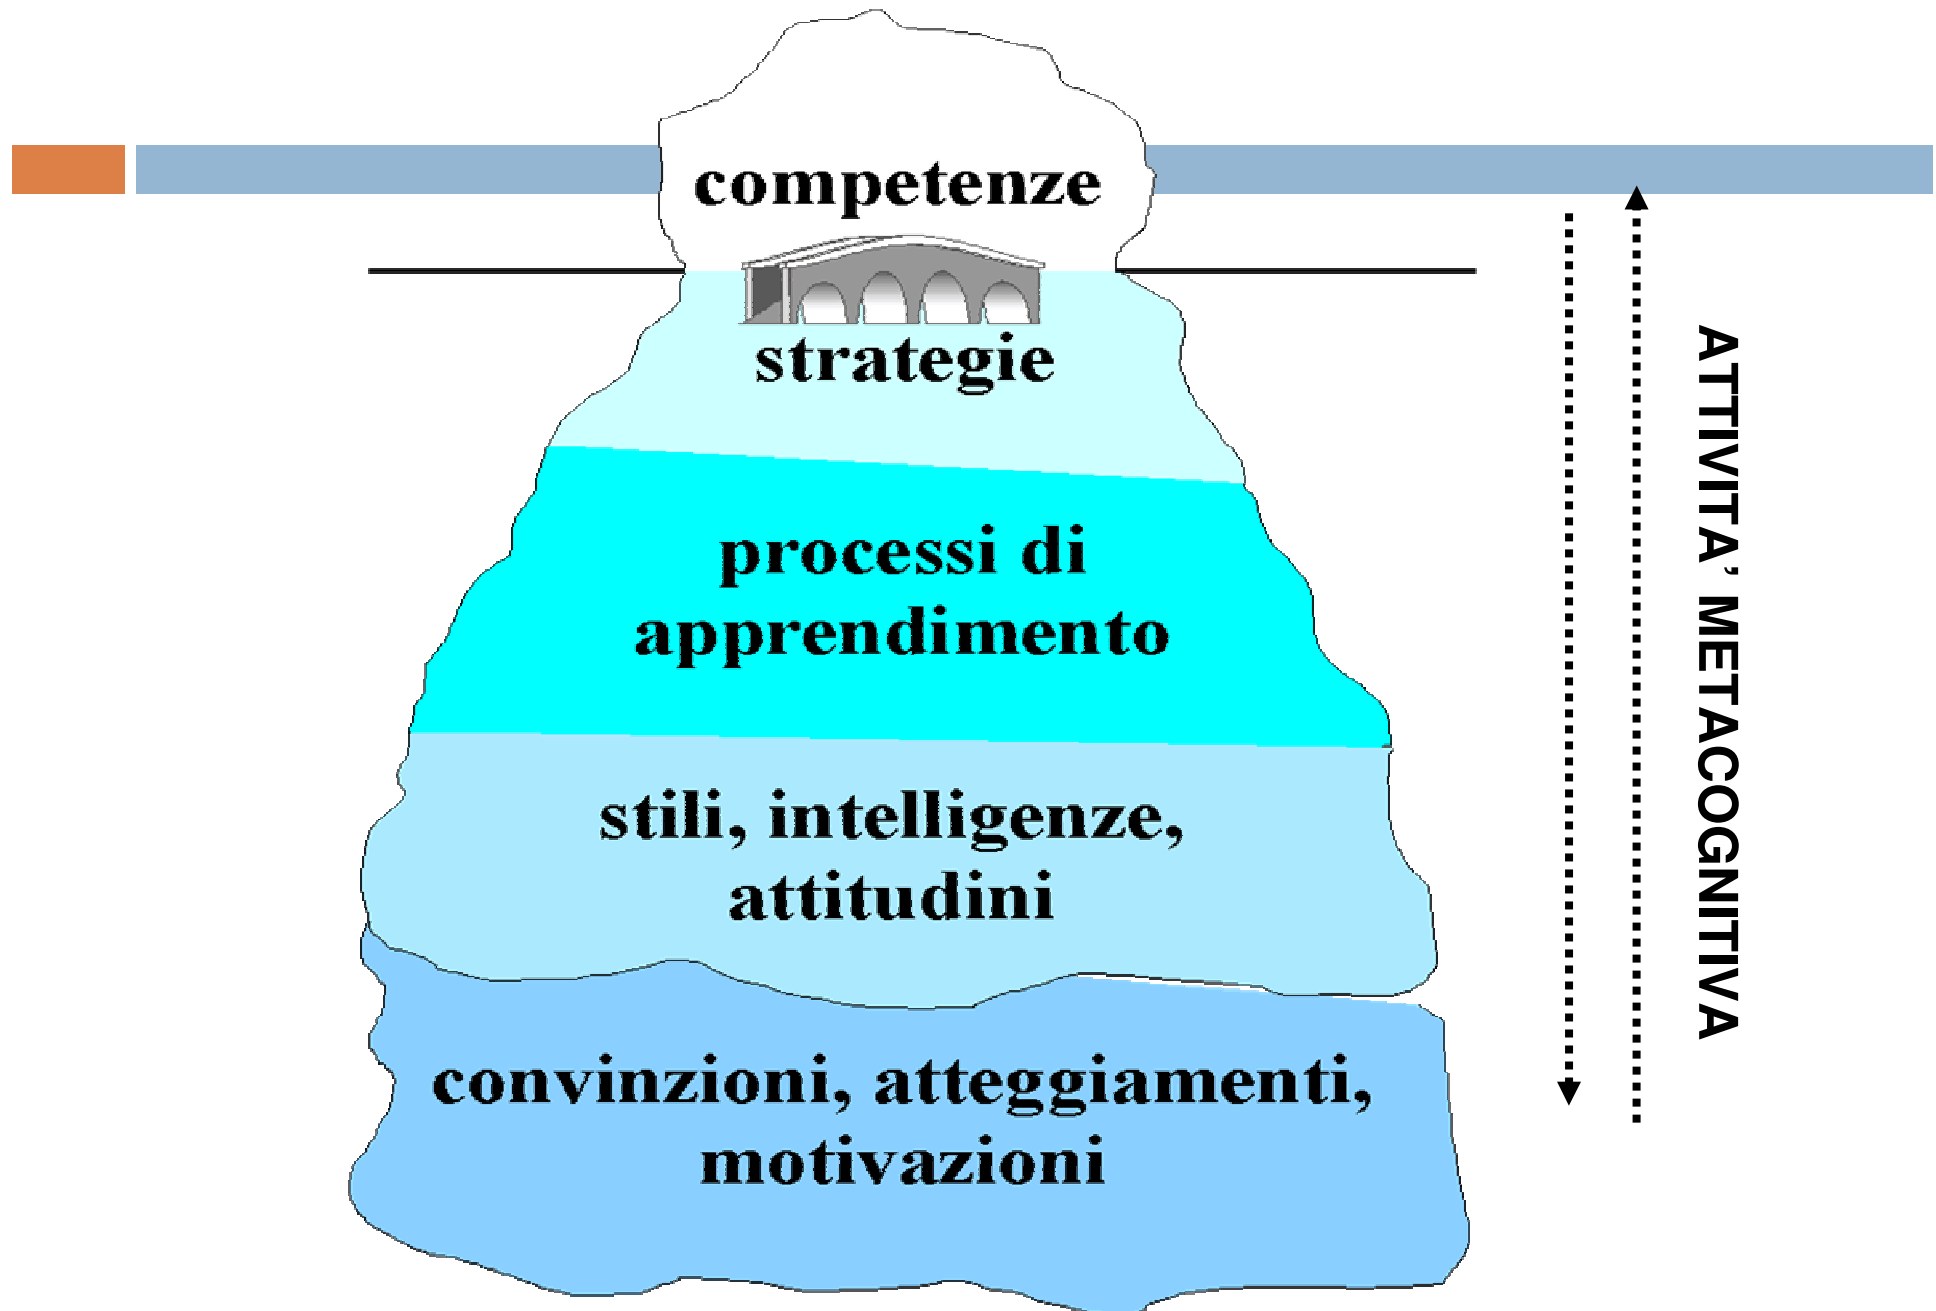 competenze
strategie
processi di
apprendimento
stili, intelligenze,
attitudini
convinzioni, atteggiamenti,
motivazioni
ATTIVITA’ METACOGNITIVA